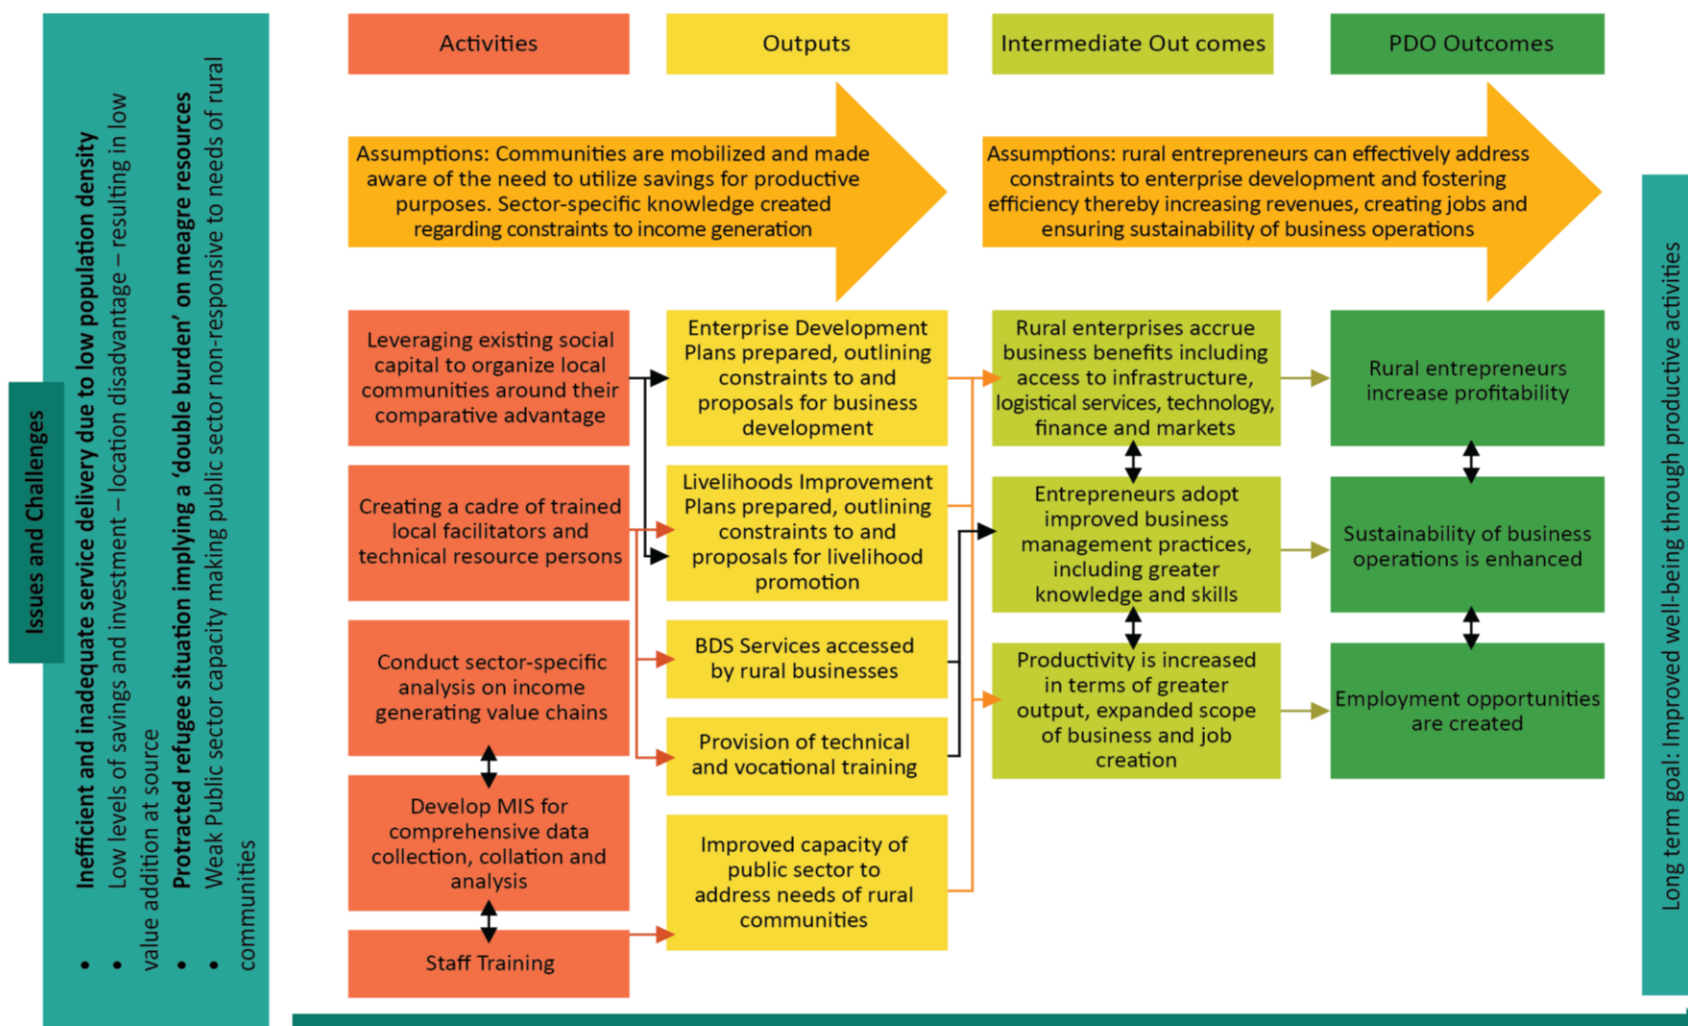 Issues and Challenges
• Inefficient and inadequate service delivery due to low population density
• Low levels of savings and investment – location disadvantage – resulting in low
value addition at source
• Protracted refugee situation implying a ‘double burden’ on meagre resources
• Weak Public sector capacity making public sector non-responsive to needs of rural
communities
Activities
Outputs
Intermediate Out comes
PDO Outcomes
Assumptions: Communities are mobilized and made
aware of the need to utilize savings for productive
purposes. Sector-specific knowledge created
regarding constraints to income generation
Assumptions: rural entrepreneurs can effectively address
constraints to enterprise development and fostering
efficiency thereby increasing revenues, creating jobs and
ensuring sustainability of business operations
Leveraging existing social
capital to organize local
communities around their
comparative advantage
Creating a cadre of trained
local facilitators and
technical resource persons
Conduct sector-specific
analysis on income
generating value chains
Develop MIS for
comprehensive data
collection, collation and
analysis
Staff Training
Enterprise Development
Plans prepared, outlining
constraints to and
proposals for business
development
Livelihoods Improvement
Plans prepared, outlining
constraints to and
proposals for livelihood
promotion
BDS Services accessed
by rural businesses
Provision of technical
and vocational training
Improved capacity of
public sector to
address needs of rural
communities
Rural enterprises accrue
business benefits including
access to infrastructure,
logistical services, technology,
finance and markets
Entrepreneurs adopt
improved business
management practices,
including greater
knowledge and skills
Productivity is increased
in terms of greater
output, expanded scope
of business and job
creation
Rural entrepreneurs
increase profitability
Sustainability of business
operations is enhanced
Employment opportunities
are created
Long term goal: Improved well-being through productive activities